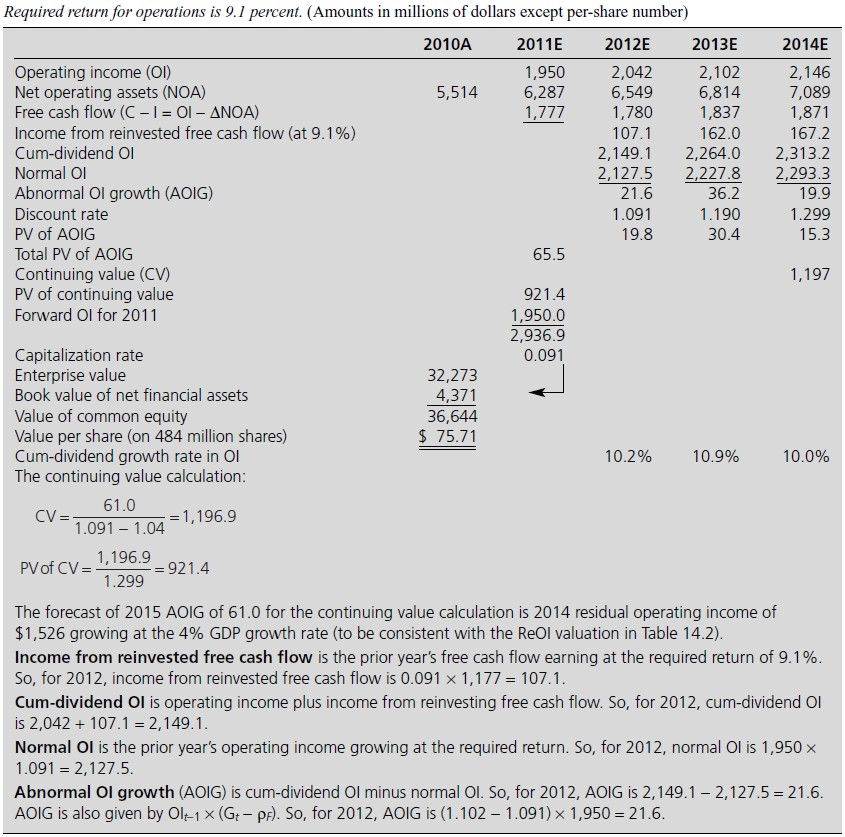 Required return for operations is 9.1 percent. (Amounts in millions of dollars except per-share number)
2010A 2011E 2012E 2013E 2014E
Operating income (OI) 1,950 2,042 2,102 2,146
Net operating assets (NOA) 5,514 6,287 6,549 6,814 7,089
Free cash flow (C – I = OI – ΔNOA) 1,777 1,780 1,837 1,871
Income from reinvested free cash flow (at 9.1%) 107.1 162.0 167.2
Cum-dividend OI 2,149.1 2,264.0 2,313.2
Normal OI 2,127.5 2,227.8 2,293.3
Abnormal OI growth (AOIG) 21.6 36.2 19.9
Discount rate 1.091 1.190 1.299
PV of AOIG 19.8 30.4 15.3
Total PV of AOIG 65.5
Continuing value (CV) 1,197
PV of continuing value 921.4
Forward OI for 2011 1,950.0
2,936.9
Capitalization rate 0.091
Enterprise value 32,273
Book value of net financial assets 4,371
Value of common equity 36,644
Value per share (on 484 million shares) $ 75.71
Cum-dividend growth rate in OI 10.2% 10.9% 10.0%
The continuing value calculation:
CV = 61.0 / 1.091 – 1.04 = 1,196.9
PV of CV = 1,196.9 / 1.299 = 921.4
The forecast of 2015 AOIG of 61.0 for the continuing value calculation is 2014 residual operating income of
$1,526 growing at the 4% GDP growth rate (to be consistent with the ReOI valuation in Table 14.2).
Income from reinvested free cash flow is the prior year's free cash flow earning at the required return of 9.1%.
So, for 2012, income from reinvested free cash flow is 0.091 × 1,177 = 107.1.
Cum-dividend OI is operating income plus income from reinvesting free cash flow. So, for 2012, cum-dividend OI
is 2,042 + 107.1 = 2,149.1.
Normal OI is the prior year's operating income growing at the required return. So, for 2012, normal OI is 1,950 ×
1.091 = 2,127.5.
Abnormal OI growth (AOIG) is cum-dividend OI minus normal OI. So, for 2012, AOIG is 2,149.1 – 2,127.5 = 21.6.
AOIG is also given by OIt–1 × (Gt – ρF). So, for 2012, AOIG is (1.102 – 1.091) × 1,950 = 21.6.